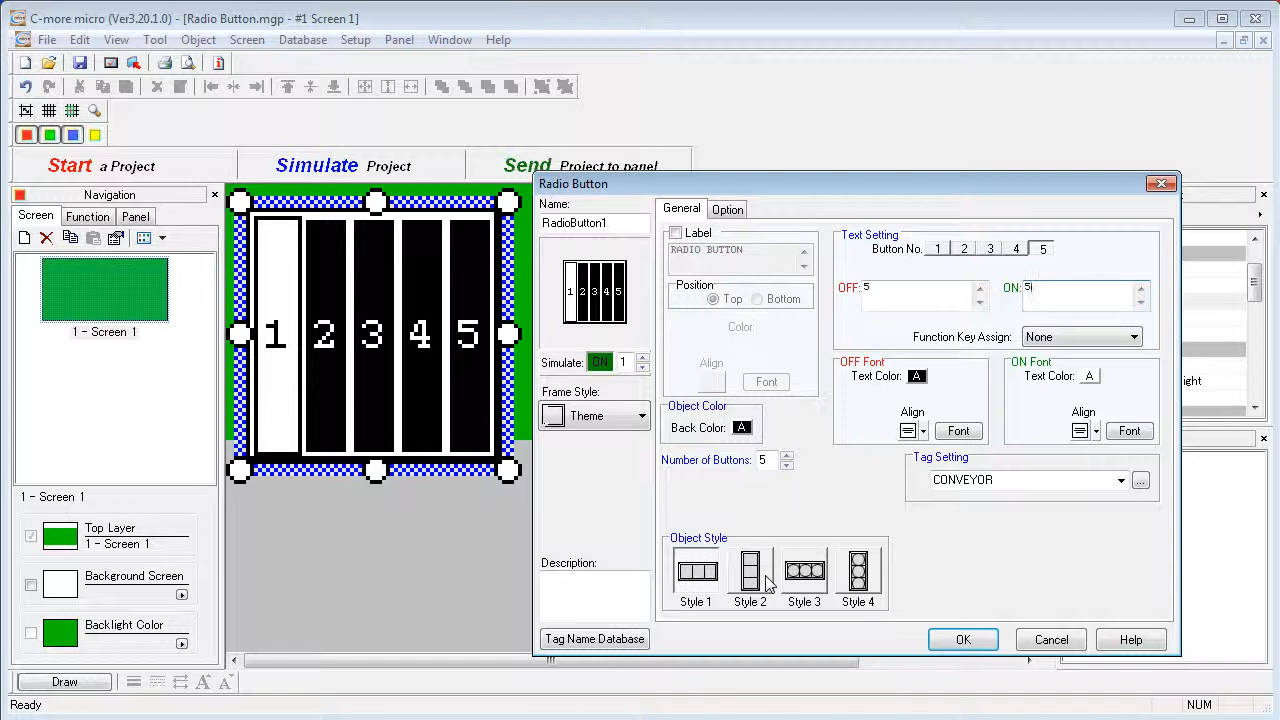 C-more micro (Ver3.20.1.0) - [Radio Button.mgp - #1 Screen 1]
File Edit View Tool Object Screen Database Setup Panel Window Help
Start a Project
Simulate Project
Send Project to panel
Navigation
Screen Function Panel
1 - Screen 1
1 - Screen 1
Top Layer
1 - Screen 1
Background Screen
Backlight Color
Draw
Ready
1 2 3 4 5
Radio Button
Name:
RadioButton1
1 2 3 4 5
Simulate: ON 1
Frame Style:
Theme
Description:
Tag Name Database
General Option
Label
RADIO BUTTON
Position
Top Bottom
Color:
Align
Font
Object Color
Back Color: A
Number of Buttons: 5
Object Style
Style 1 Style 2 Style 3 Style 4
Text Setting
Button No. 1 2 3 4 5
OFF: 5 ON: 5
Function Key Assign: None
OFF Font
Text Color: A
Align
Font
ON Font
Text Color: A
Align
Font
Tag Setting
CONVEYOR ...
OK Cancel Help
ight
NUM